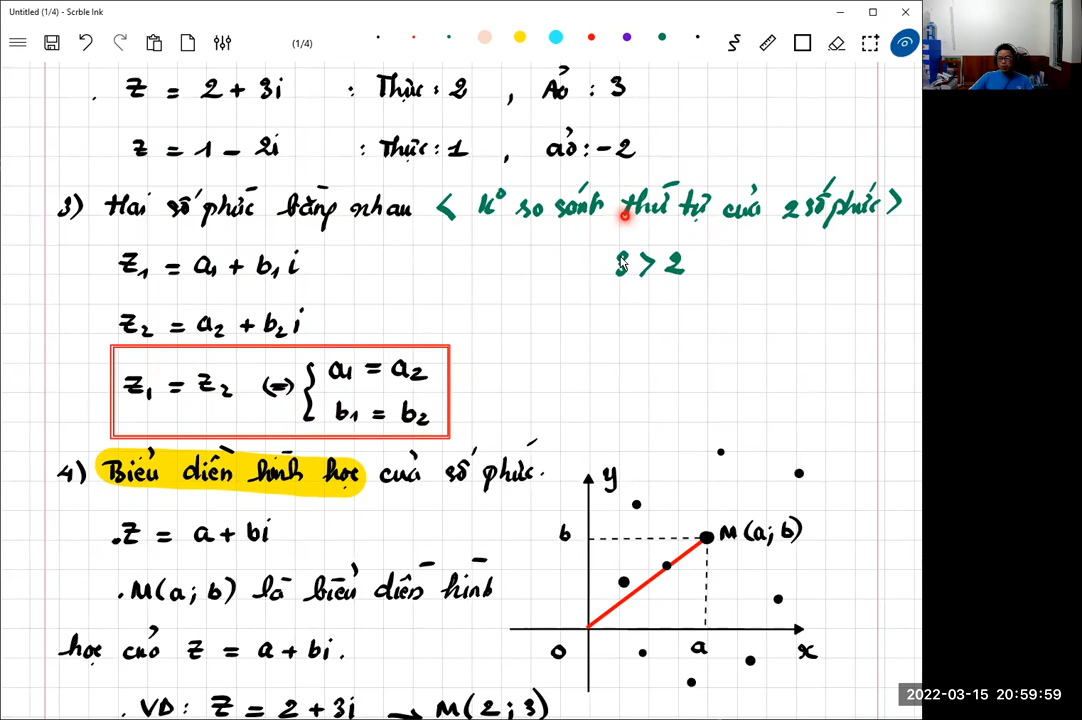 Untitled (1/4) - Scrble Ink
(1/4)
. z = 2 + 3i : Thực : 2 , Ảo : 3
z = 1 - 2i : Thực : 1 , ảo : -2
3) Hai số phức bằng nhau < K° so sánh thứ tự của 2 số phức >
z₁ = a₁ + b₁ i
3 > 2
z₂ = a₂ + b₂ i
z₁ = z₂ (=) { a₁ = a₂
b₁ = b₂
4) Biểu diễn hình học của số phức.
.z = a + bi
.M(a; b) là biểu diễn hình
học của z = a + bi.
. VD: z = 2 + 3i → M(2; 3)
y
b
M(a; b)
O
a
x
2022-03-15 20:59:59